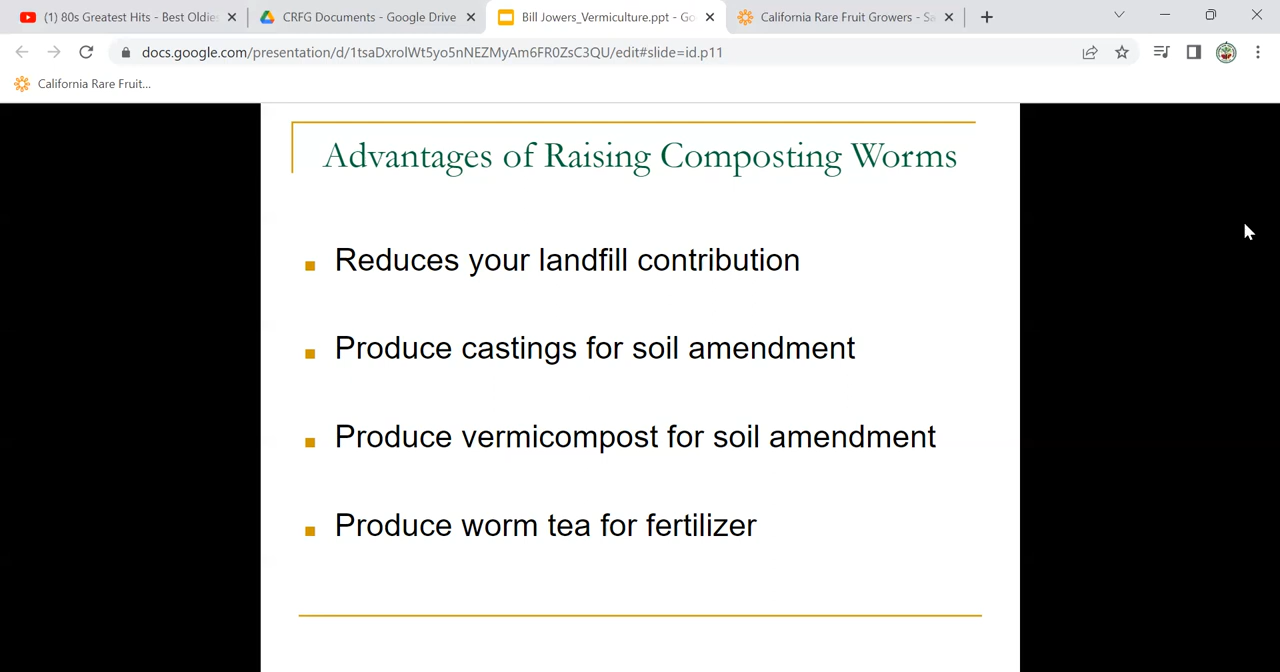 (1) 80s Greatest Hits - Best Oldie
CRFG Documents - Google Drive
Bill Jowers_Vermiculture.ppt - Go
California Rare Fruit Growers - Sa
docs.google.com/presentation/d/1tsaDxrolWt5yo5nNEZMyAm6FR0ZsC3QU/edit#slide=id.p11
California Rare Fruit...
Advantages of Raising Composting Worms
Reduces your landfill contribution
Produce castings for soil amendment
Produce vermicompost for soil amendment
Produce worm tea for fertilizer